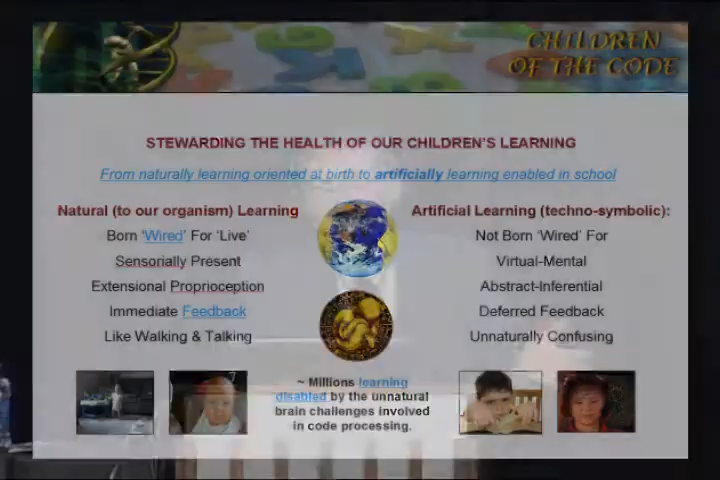 CHILDREN
OF THE CODE
STEWARDING THE HEALTH OF OUR CHILDREN'S LEARNING
From naturally learning oriented at birth to artificially learning enabled in school
Natural (to our organism) Learning
Born 'Wired' For 'Live'
Sensorially Present
Extensional Proprioception
Immediate Feedback
Like Walking & Talking
Artificial Learning (techno-symbolic):
Not Born 'Wired' For
Virtual-Mental
Abstract-Inferential
Deferred Feedback
Unnaturally Confusing
~ Millions learning
disabled by the unnatural
brain challenges involved
in code processing.